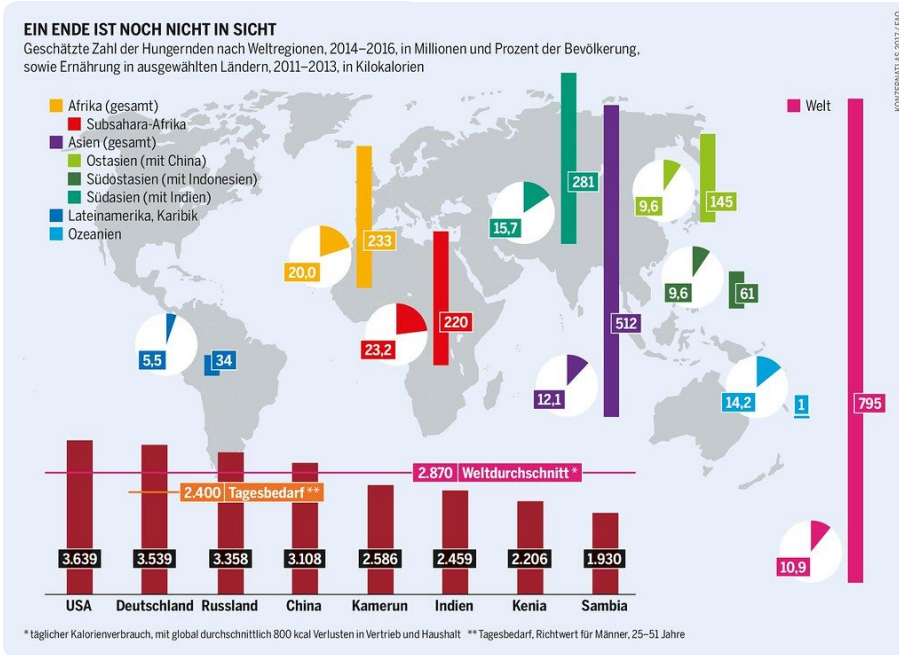 EIN ENDE IST NOCH NICHT IN SICHT
Geschätzte Zahl der Hungernden nach Weltregionen, 2014–2016, in Millionen und Prozent der Bevölkerung,
sowie Ernährung in ausgewählten Ländern, 2011–2013, in Kilokalorien
KONZERNATLAS 2017 / FAO
Afrika (gesamt)
Subsahara-Afrika
Asien (gesamt)
Ostasien (mit China)
Südostasien (mit Indonesien)
Südasien (mit Indien)
Lateinamerika, Karibik
Ozeanien
Welt
281
15,7
9,6
145
233
20,0
9,6
61
220
23,2
512
5,5
34
12,1
14,2
1
795
10,9
2.870 Weltdurchschnitt *
2.400 Tagesbedarf **
3.639
3.539
3.358
3.108
2.586
2.459
2.206
1.930
USA
Deutschland
Russland
China
Kamerun
Indien
Kenia
Sambia
* täglicher Kalorienverbrauch, mit global durchschnittlich 800 kcal Verlusten in Vertrieb und Haushalt ** Tagesbedarf, Richtwert für Männer, 25–51 Jahre